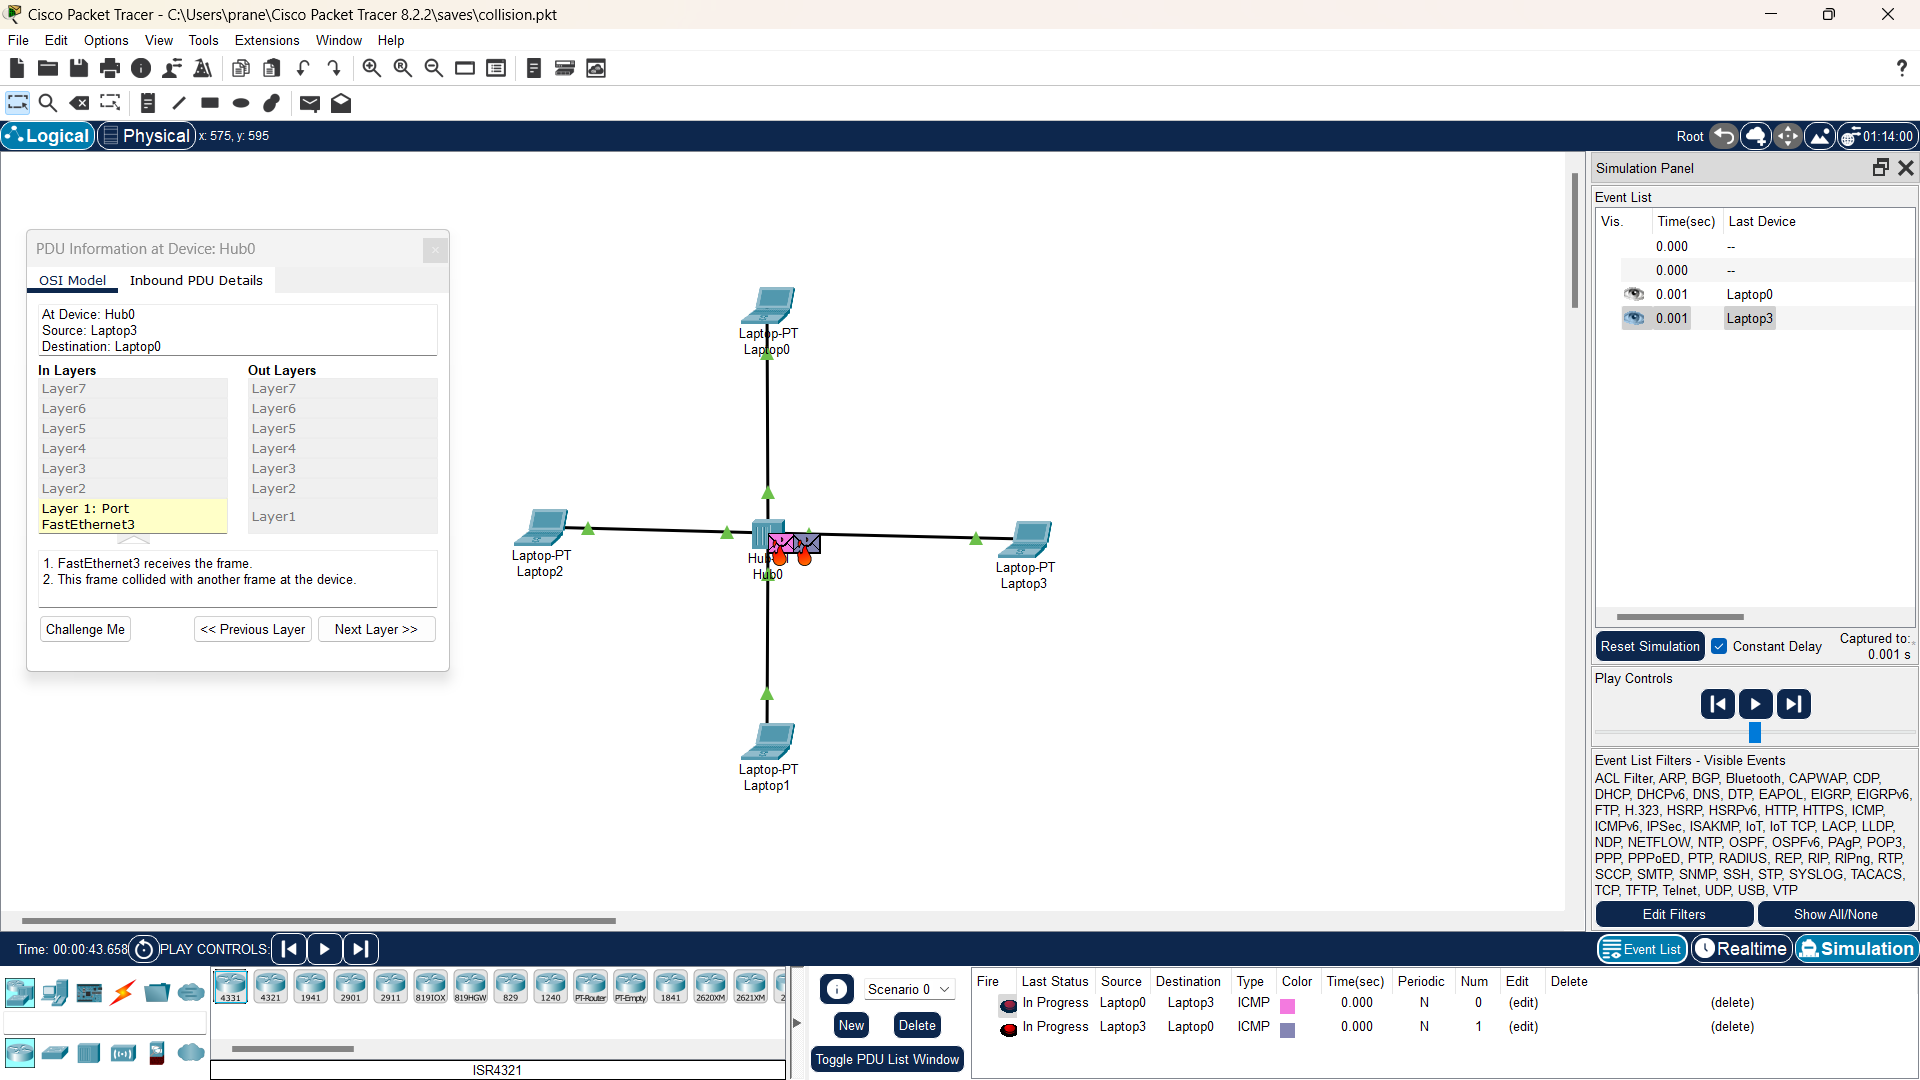 Cisco Packet Tracer - C:\Users\prane\Cisco Packet Tracer 8.2.2\saves\collision.pkt
File Edit Options View Tools Extensions Window Help
?
Logical Physical x: 575, y: 595
Root 01:14:00
PDU Information at Device: Hub0
OSI Model Inbound PDU Details
At Device: Hub0
Source: Laptop3
Destination: Laptop0
In Layers Out Layers
Layer7 Layer7
Layer6 Layer6
Layer5 Layer5
Layer4 Layer4
Layer3 Layer3
Layer2 Layer2
Layer 1: Port
FastEthernet3
Layer1
1. FastEthernet3 receives the frame.
2. This frame collided with another frame at the device.
Challenge Me << Previous Layer Next Layer >>
Laptop-PT
Laptop0
Laptop-PT
Laptop2
Hub0
Laptop-PT
Laptop3
Laptop-PT
Laptop1
Simulation Panel
Event List
Vis. Time(sec) Last Device
0.000 --
0.000 --
0.001 Laptop0
0.001 Laptop3
Reset Simulation Constant Delay Captured to:
0.001 s
Play Controls
Event List Filters - Visible Events
ACL Filter, ARP, BGP, Bluetooth, CAPWAP, CDP,
DHCP, DHCPv6, DNS, DTP, EAPOL, EIGRP, EIGRPv6,
FTP, H.323, HSRP, HSRPv6, HTTP, HTTPS, ICMP,
ICMPv6, IPSec, ISAKMP, IoT, IoT TCP, LACP, LLDP,
NDP, NETFLOW, NTP, OSPF, OSPFv6, PAgP, POP3,
PPP, PPPoED, PTP, RADIUS, REP, RIP, RIPng, RTP,
SCCP, SMTP, SNMP, SSH, STP, SYSLOG, TACACS,
TCP, TFTP, Telnet, UDP, USB, VTP
Edit Filters Show All/None
Time: 00:00:43.658 PLAY CONTROLS:
Event List Realtime Simulation
4331 4321 1941 2901 2911 819IOX 819HGW 829 1240 PT-Router PT-Empty 1841 2620XM 2621XM 2
ISR4321
Scenario 0
New Delete
Toggle PDU List Window
Fire Last Status Source Destination Type Color Time(sec) Periodic Num Edit Delete
In Progress Laptop0 Laptop3 ICMP 0.000 N 0 (edit) (delete)
In Progress Laptop3 Laptop0 ICMP 0.000 N 1 (edit) (delete)